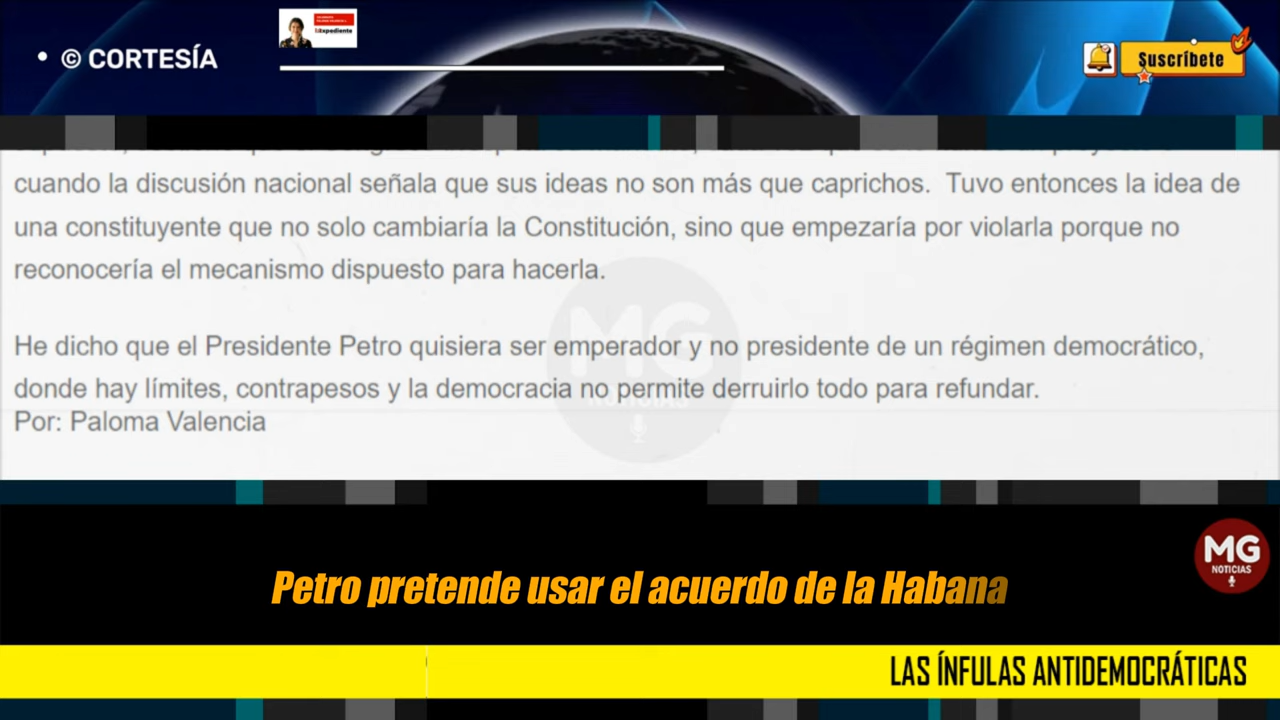 • © CORTESÍA
Suscríbete
cuando la discusión nacional señala que sus ideas no son más que caprichos. Tuvo entonces la idea de
una constituyente que no solo cambiaría la Constitución, sino que empezaría por violarla porque no
reconocería el mecanismo dispuesto para hacerla.
He dicho que el Presidente Petro quisiera ser emperador y no presidente de un régimen democrático,
donde hay límites, contrapesos y la democracia no permite derruirlo todo para refundar.
Por: Paloma Valencia
MG
NOTICIAS
MG
NOTICIAS
Petro pretende usar el acuerdo de la Habana
LAS ÍNFULAS ANTIDEMOCRÁTICAS